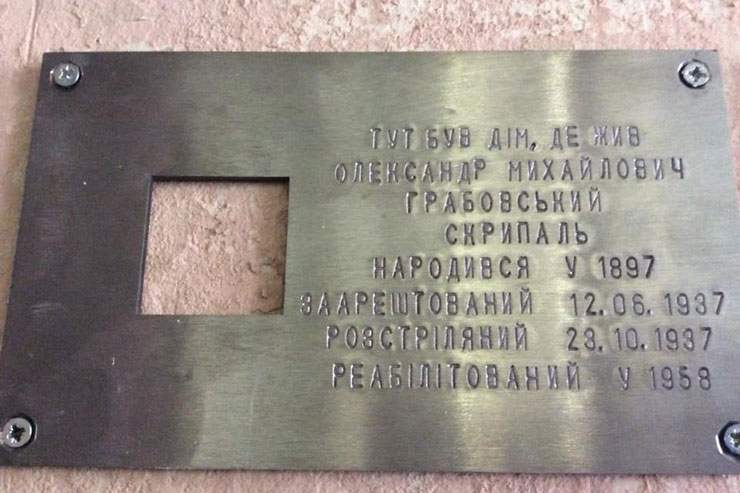 ТУТ БУВ ДІМ, ДЕ ЖИВ
ОЛЕКСАНДР МИХАЙЛОВИЧ
ГРАБОВСЬКИЙ
СКРИПАЛЬ
НАРОДИВСЯ У 1897
ЗААРЕШТОВАНИЙ 12.06.1937
РОЗСТРІЛЯНИЙ 23.10.1937
РЕАБІЛІТОВАНИЙ У 1958